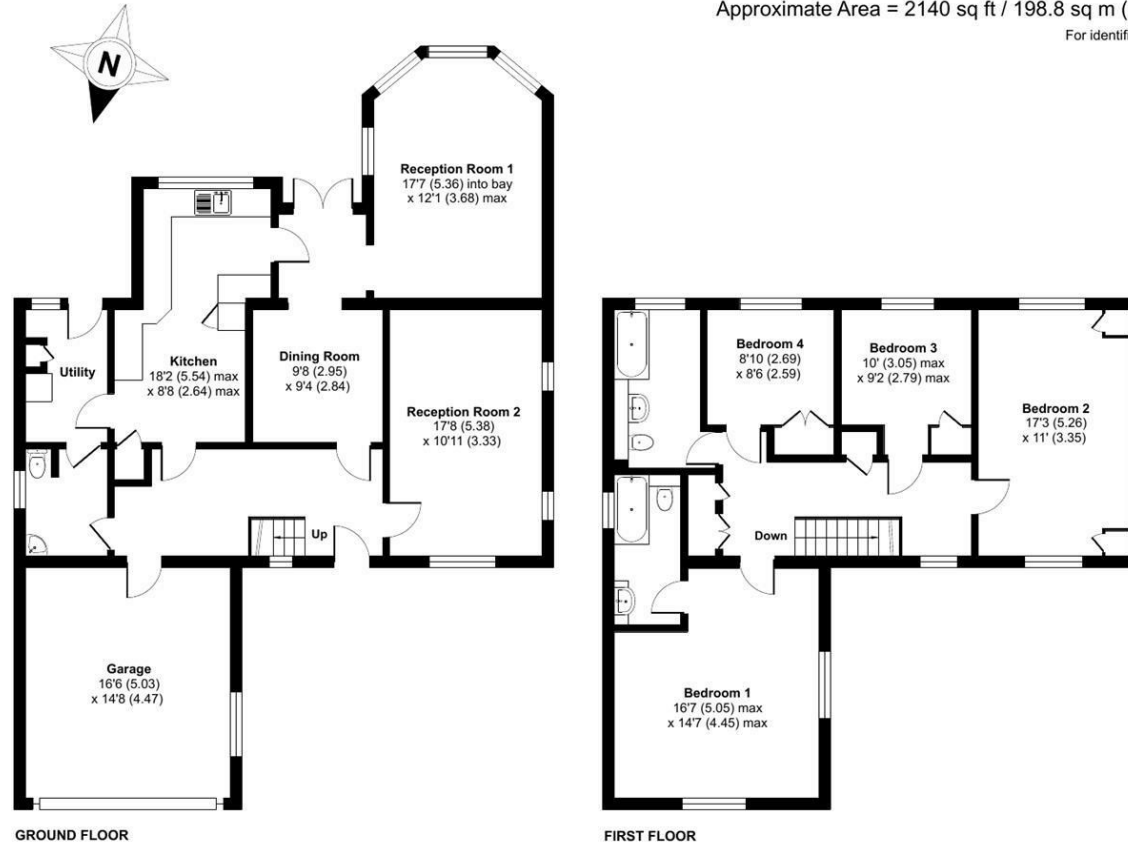 Approximate Area = 2140 sq ft / 198.8 sq m (
For identifi
N
Reception Room 1
17'7 (5.36) into bay
x 12'1 (3.68) max
Utility
Kitchen
18'2 (5.54) max
x 8'8 (2.64) max
Dining Room
9'8 (2.95)
x 9'4 (2.84)
Reception Room 2
17'8 (5.38)
x 10'11 (3.33)
Up
Garage
16'6 (5.03)
x 14'8 (4.47)
GROUND FLOOR
Bedroom 4
8'10 (2.69)
x 8'6 (2.59)
Bedroom 3
10' (3.05) max
x 9'2 (2.79) max
Bedroom 2
17'3 (5.26)
x 11' (3.35)
Down
Bedroom 1
16'7 (5.05) max
x 14'7 (4.45) max
FIRST FLOOR